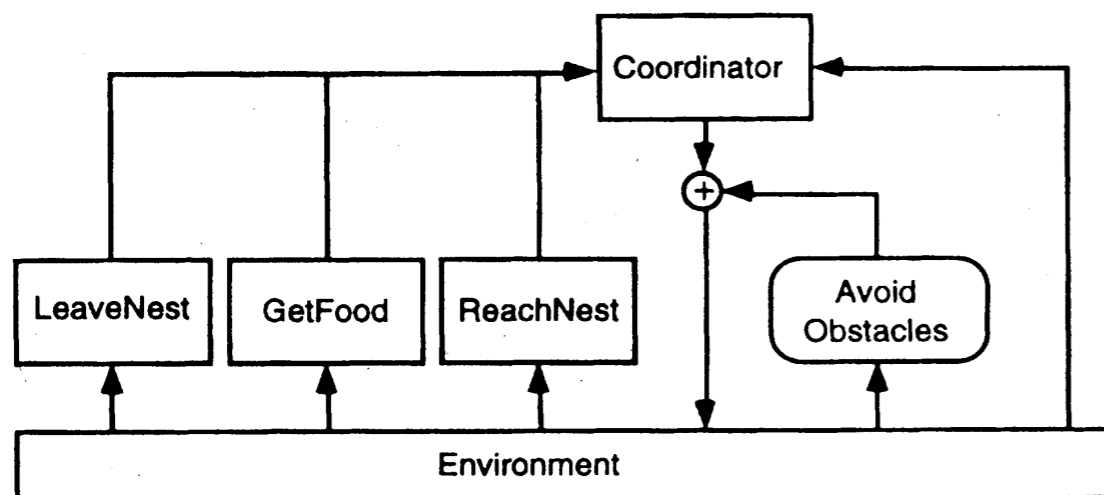 Coordinator
+
LeaveNest
GetFood
ReachNest
Avoid
Obstacles
Environment